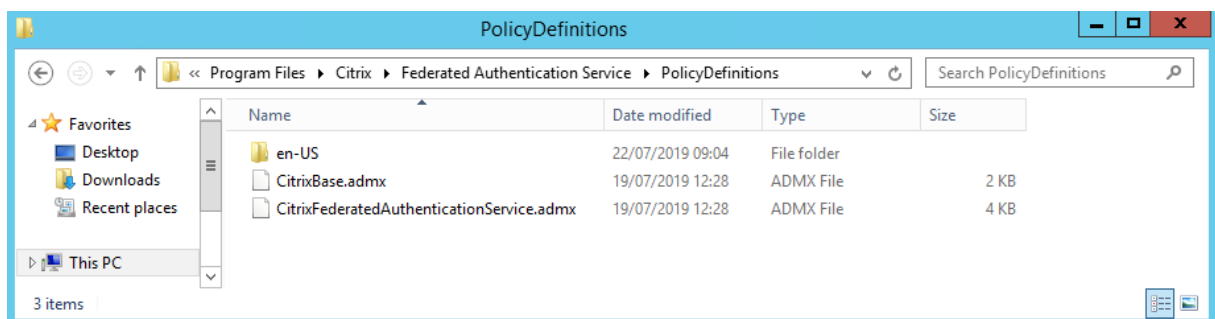 PolicyDefinitions
« Program Files Citrix Federated Authentication Service PolicyDefinitions Search PolicyDefinitions
Favorites
Desktop
Downloads
Recent places
This PC
Name Date modified Type Size
en-US 22/07/2019 09:04 File folder
CitrixBase.admx 19/07/2019 12:28 ADMX File 2 KB
CitrixFederatedAuthenticationService.admx 19/07/2019 12:28 ADMX File 4 KB
3 items